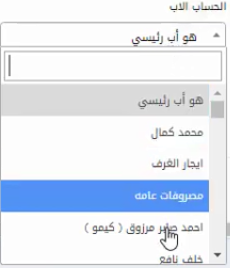 الحساب الاب
هو أب رئيسي
هو أب رئيسي
محمد كمال
ايجار الغرف
مصروفات عامه
احمد صابر مرزوق ( كيمو )
خلف نافع